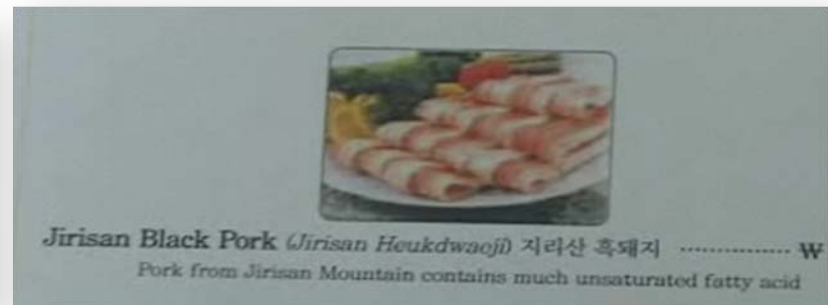 Jirisan Black Pork (Jirisan Heukdwaeji) 지리산 흑돼지 ··············· ₩
Pork from Jirisan Mountain contains much unsaturated fatty acid